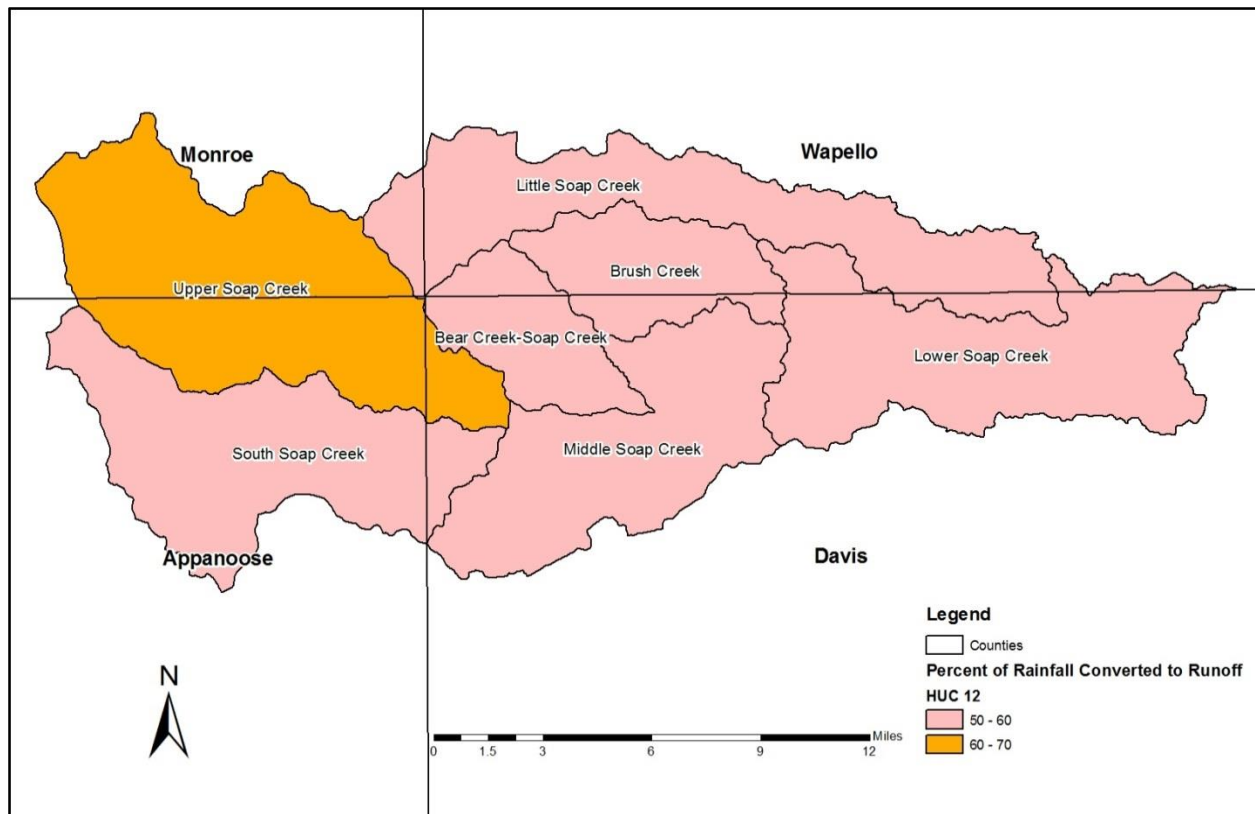 Monroe
Wapello
Little Soap Creek
Brush Creek
Upper Soap Creek
Bear Creek-Soap Creek
Lower Soap Creek
South Soap Creek
Middle Soap Creek
Appanoose
Davis
Legend
Counties
Percent of Rainfall Converted to Runoff
HUC 12
50 - 60
60 - 70
N
Miles
0 1.5 3 6 9 12